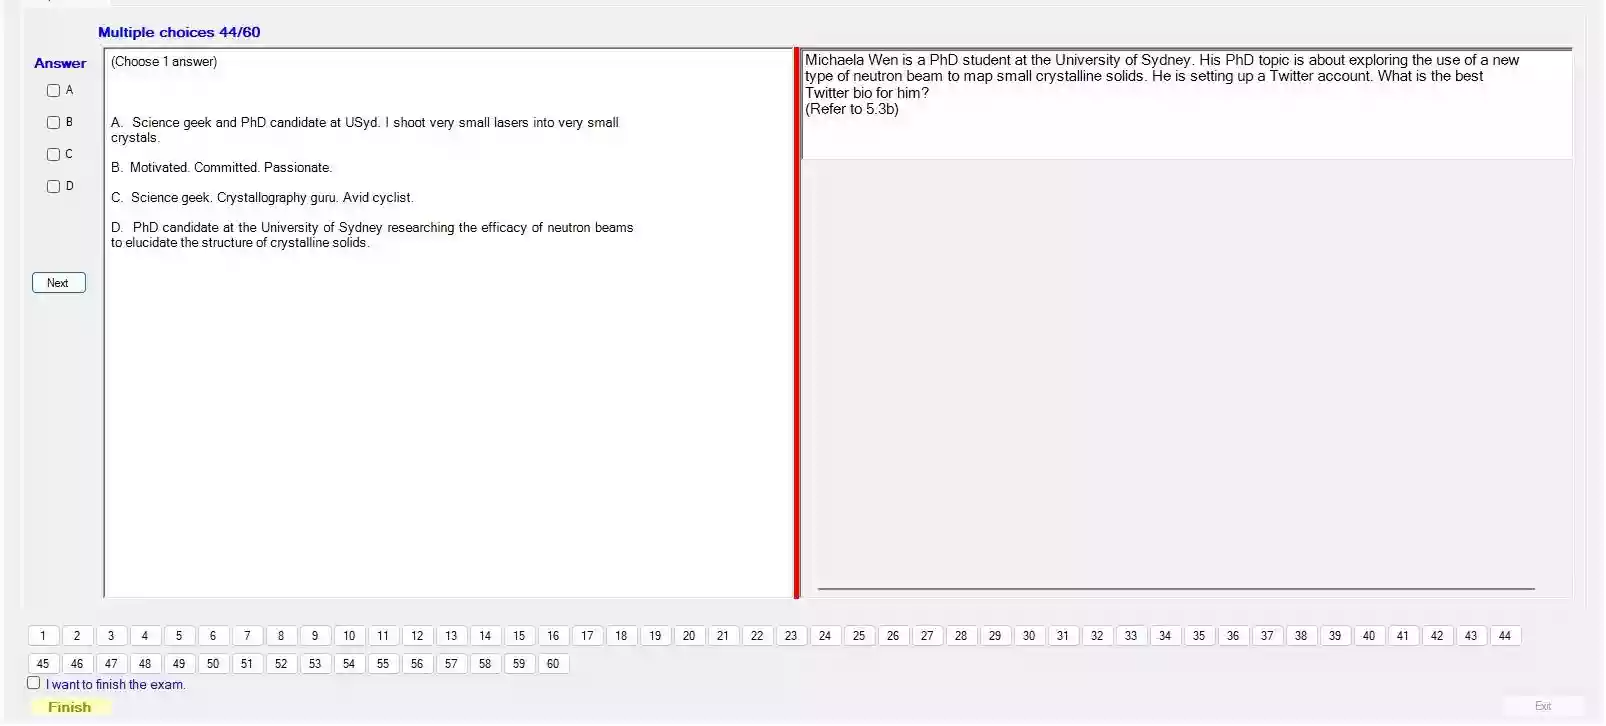 Multiple choices 44/60
Answer
A
B
C
D
Next
(Choose 1 answer)
A. Science geek and PhD candidate at USyd. I shoot very small lasers into very small
crystals.
B. Motivated. Committed. Passionate.
C. Science geek. Crystallography guru. Avid cyclist.
D. PhD candidate at the University of Sydney researching the efficacy of neutron beams
to elucidate the structure of crystalline solids.
Michaela Wen is a PhD student at the University of Sydney. His PhD topic is about exploring the use of a new
type of neutron beam to map small crystalline solids. He is setting up a Twitter account. What is the best
Twitter bio for him?
(Refer to 5.3b)
1 2 3 4 5 6 7 8 9 10 11 12 13 14 15 16 17 18 19 20 21 22 23 24 25 26 27 28 29 30 31 32 33 34 35 36 37 38 39 40 41 42 43 44
45 46 47 48 49 50 51 52 53 54 55 56 57 58 59 60
I want to finish the exam.
Finish
Exit